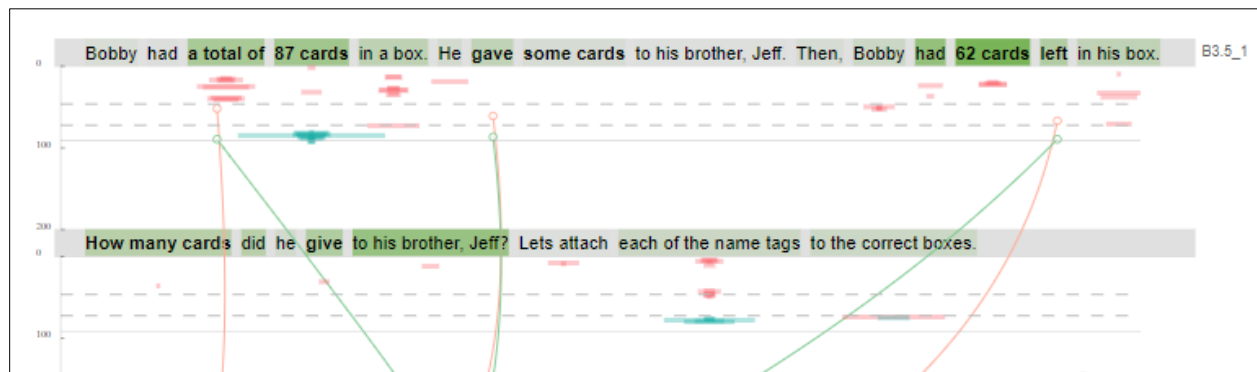 Bobby had a total of 87 cards in a box. He gave some cards to his brother, Jeff. Then, Bobby had 62 cards left in his box. B3.5_1
0
100
200
How many cards did he give to his brother, Jeff? Lets attach each of the name tags to the correct boxes.
0
100